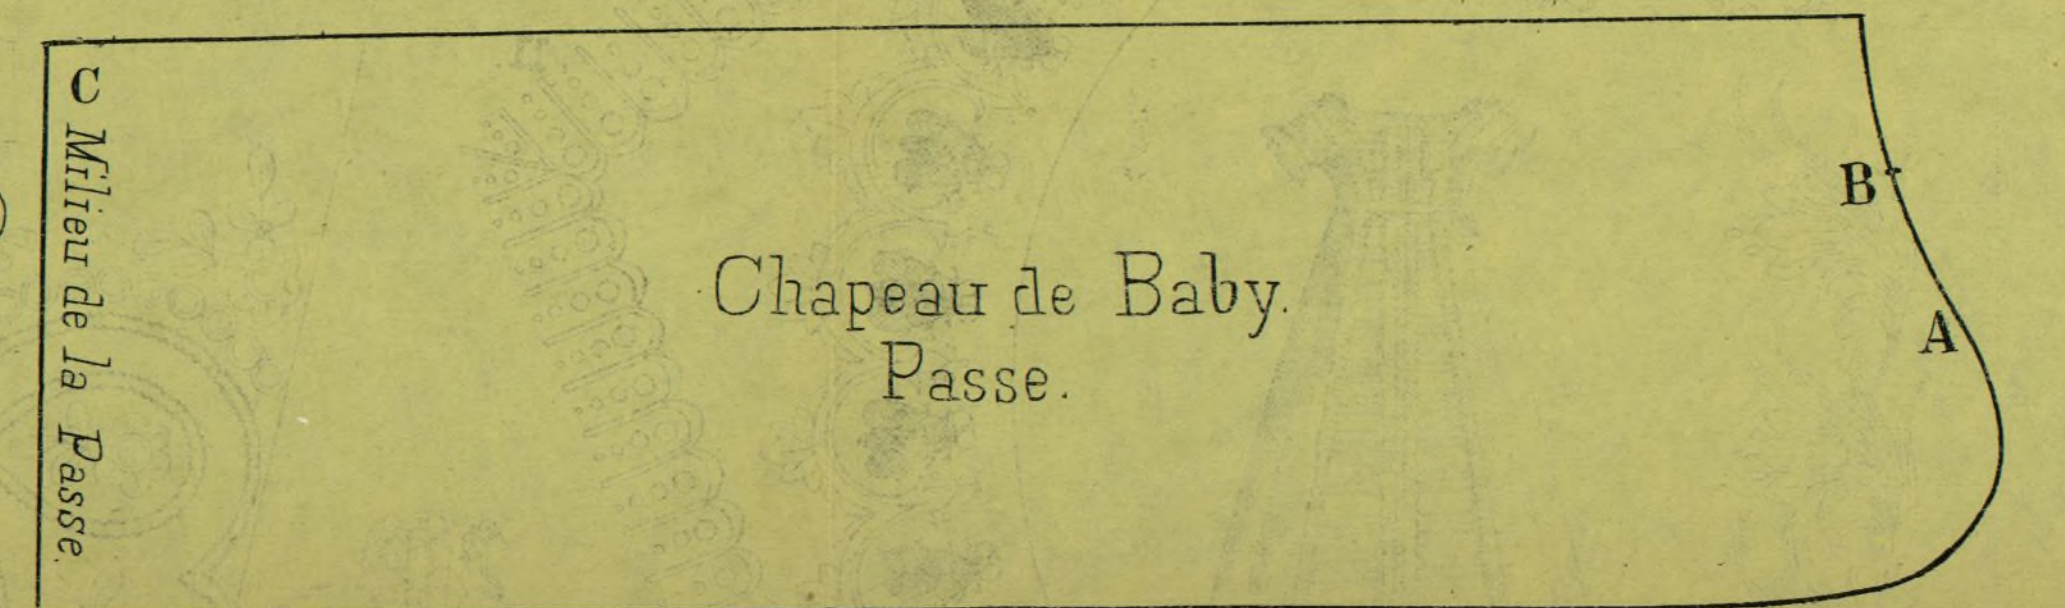 C Milieu de la Passe.
Chapeau de Baby.
Passe.
B
A